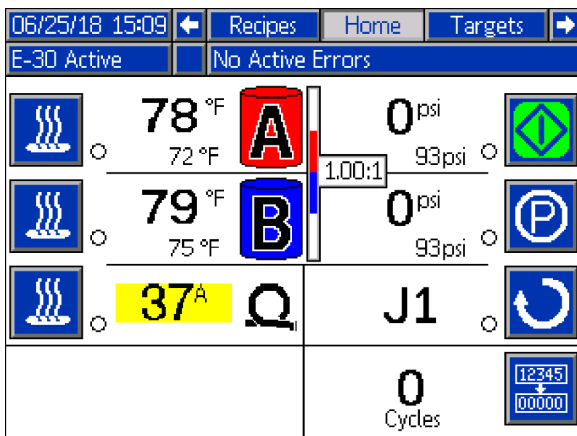 06/25/18 15:09 Recipes Home Targets
E-30 Active No Active Errors
78 °F A 0 psi
72 °F 93psi
1.00:1
79 °F B 0 psi
75 °F 93psi
P
37 A J1
12345
0 00000
Cycles